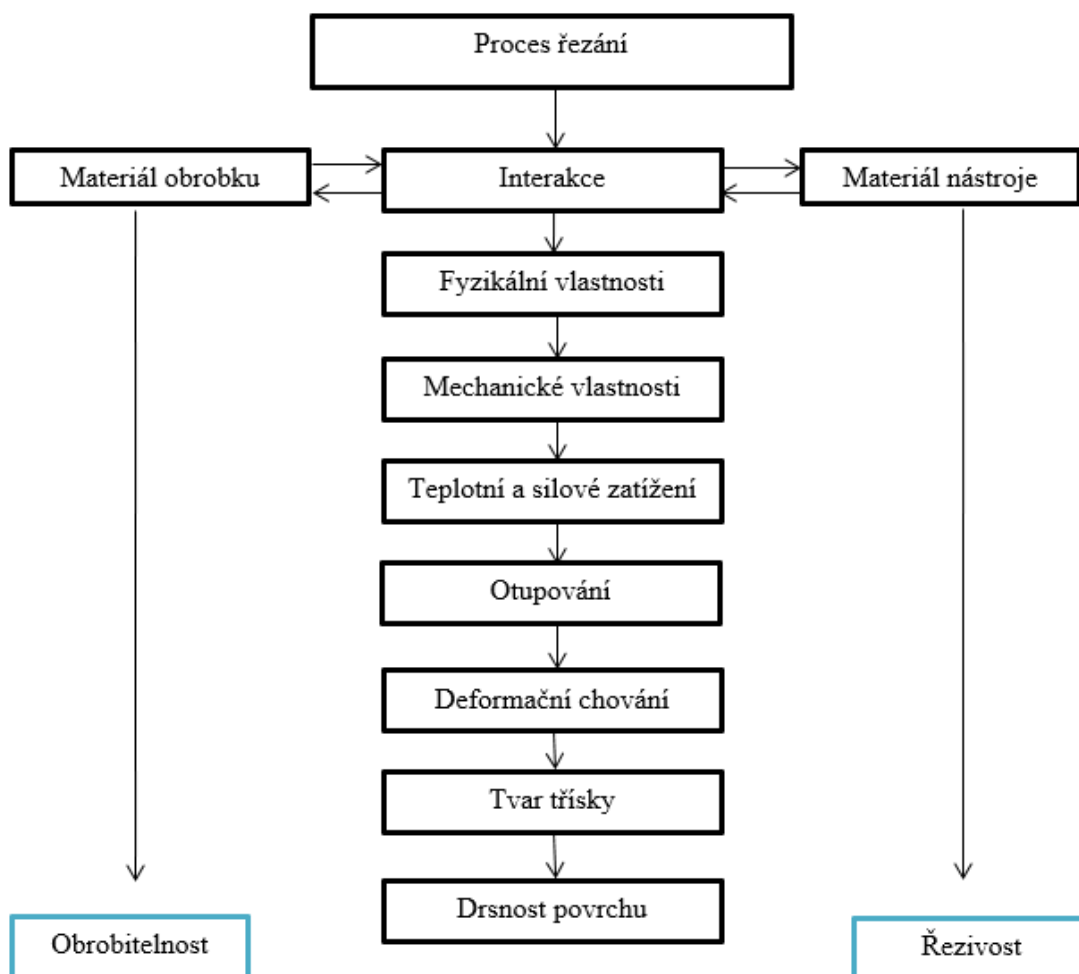 Proces řezání
Materiál obrobku
Interakce
Materiál nástroje
Fyzikální vlastnosti
Mechanické vlastnosti
Teplotní a silové zatížení
Otupování
Deformační chování
Tvar třísky
Drsnost povrchu
Obrobitelnost
Řezivost